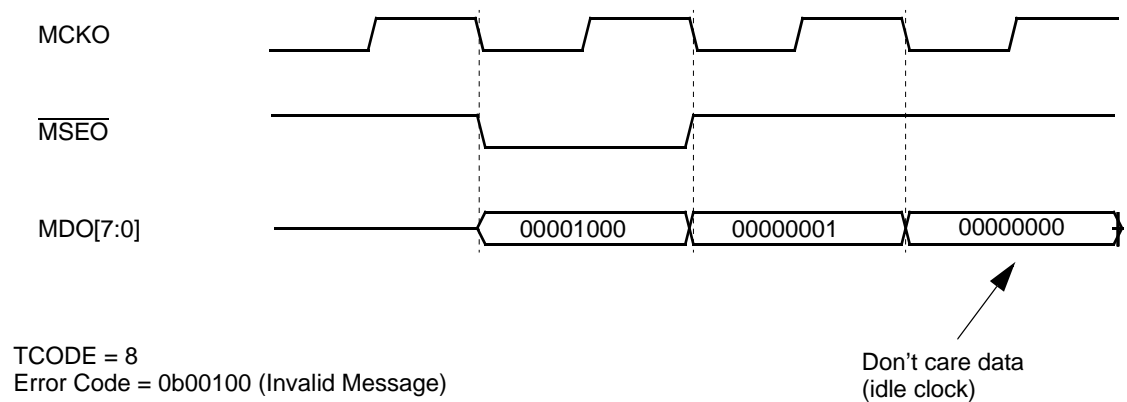 MCKO
MSEO
MDO[7:0]
00001000
00000001
00000000
TCODE = 8
Error Code = 0b00100 (Invalid Message)
Don't care data
(idle clock)